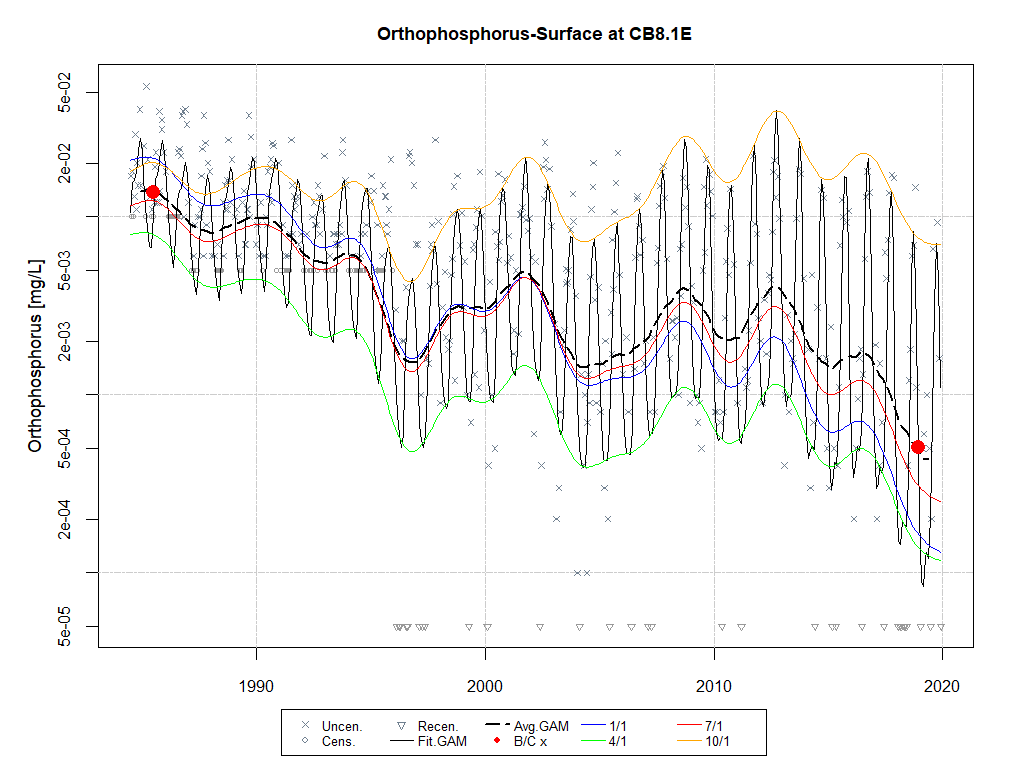 Orthophosphorus-Surface at CB8.1E
Orthophosphorus [mg/L]
5e-02
2e-02
5e-03
2e-03
5e-04
2e-04
5e-05
1990
2000
2010
2020
Uncen. Recen. Avg.GAM 1/1 7/1
Cens. Fit.GAM B/C x 4/1 10/1